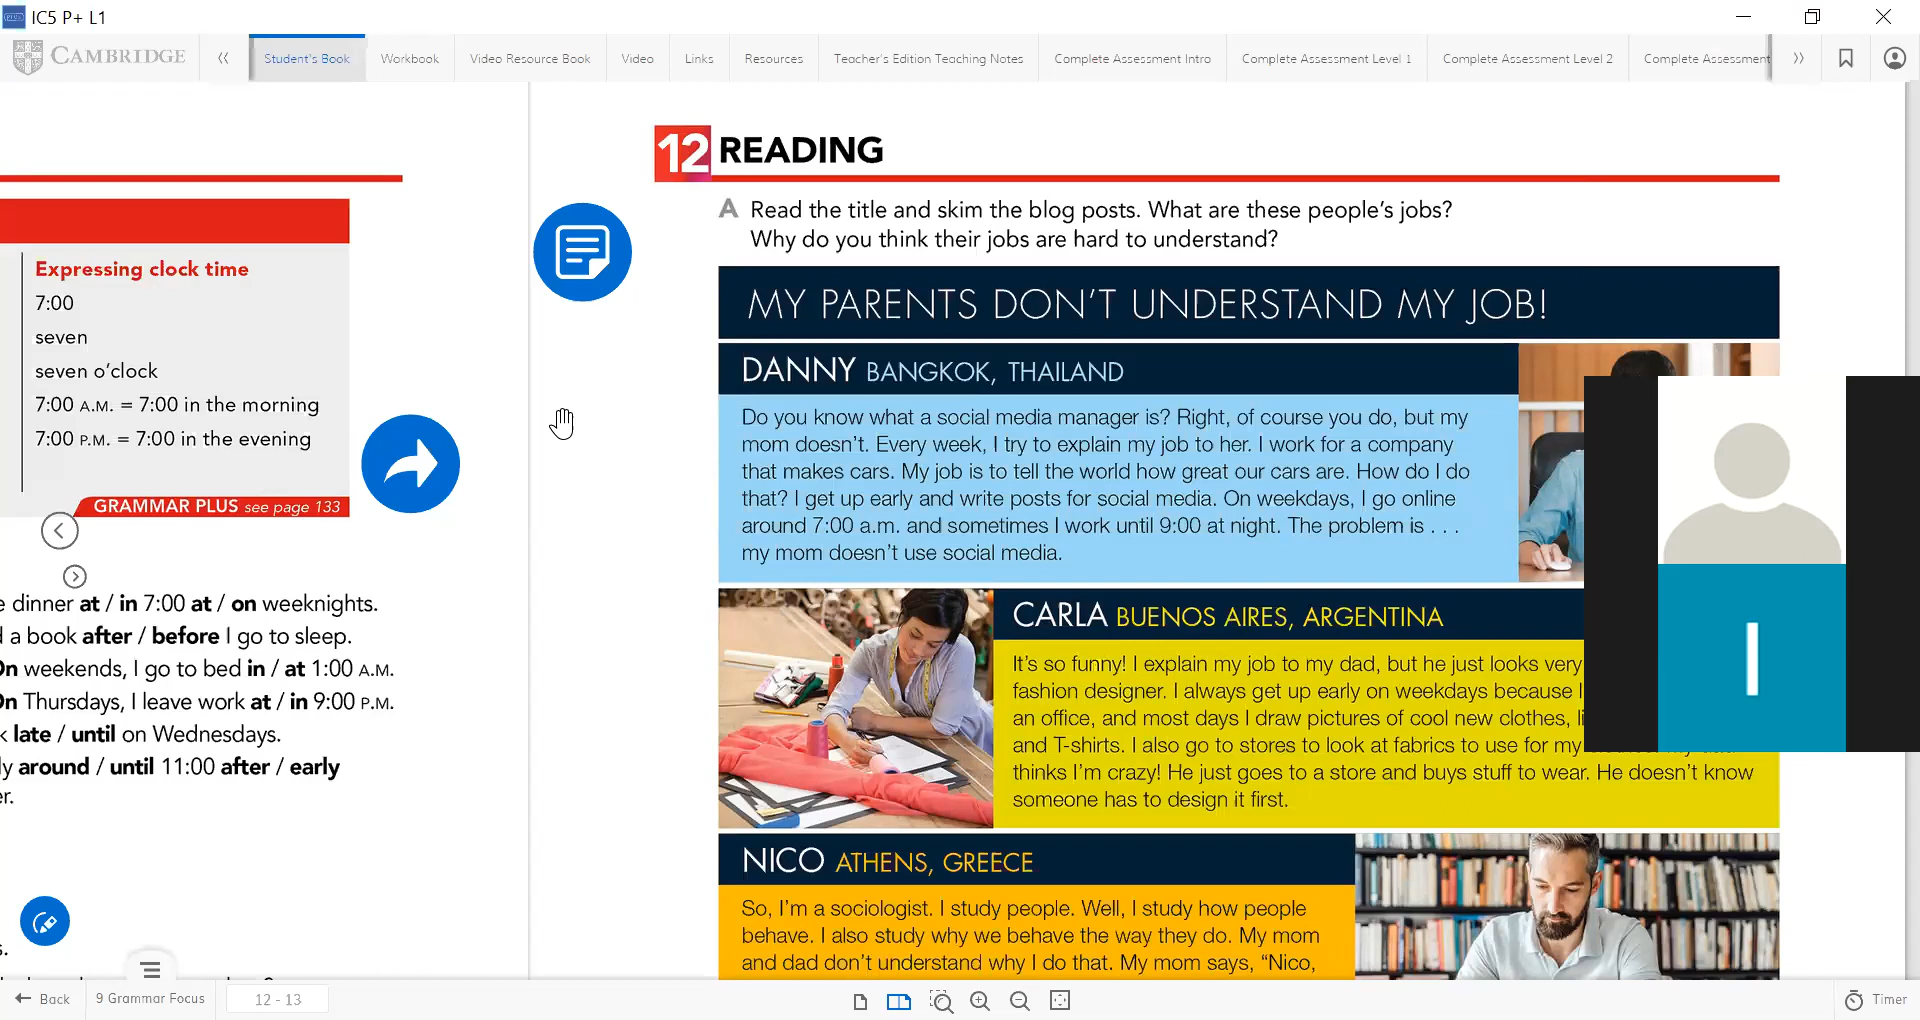 IC5 P+ L1
CAMBRIDGE
Student's Book
Workbook
Video Resource Book
Video
Links
Resources
Teacher's Edition Teaching Notes
Complete Assessment Intro
Complete Assessment Level 1
Complete Assessment Level 2
Complete Assessment
Expressing clock time
7:00
seven
seven o'clock
7:00 A.M. = 7:00 in the morning
7:00 P.M. = 7:00 in the evening
GRAMMAR PLUS see page 133
dinner at / in 7:00 at / on weeknights.
a book after / before I go to sleep.
On weekends, I go to bed in / at 1:00 A.M.
On Thursdays, I leave work at / in 9:00 P.M.
late / until on Wednesdays.
around / until 11:00 after / early
12 READING
A Read the title and skim the blog posts. What are these people's jobs?
Why do you think their jobs are hard to understand?
MY PARENTS DON'T UNDERSTAND MY JOB!
DANNY BANGKOK, THAILAND
Do you know what a social media manager is? Right, of course you do, but my
mom doesn't. Every week, I try to explain my job to her. I work for a company
that makes cars. My job is to tell the world how great our cars are. How do I do
that? I get up early and write posts for social media. On weekdays, I go online
around 7:00 a.m. and sometimes I work until 9:00 at night. The problem is . . .
my mom doesn't use social media.
CARLA BUENOS AIRES, ARGENTINA
It's so funny! I explain my job to my dad, but he just looks very
fashion designer. I always get up early on weekdays because I
an office, and most days I draw pictures of cool new clothes, li
and T-shirts. I also go to stores to look at fabrics to use for my
thinks I'm crazy! He just goes to a store and buys stuff to wear. He doesn't know
someone has to design it first.
NICO ATHENS, GREECE
So, I'm a sociologist. I study people. Well, I study how people
behave. I also study why we behave the way they do. My mom
and dad don't understand why I do that. My mom says, “Nico,
I
Back
9 Grammar Focus
12 - 13
Timer